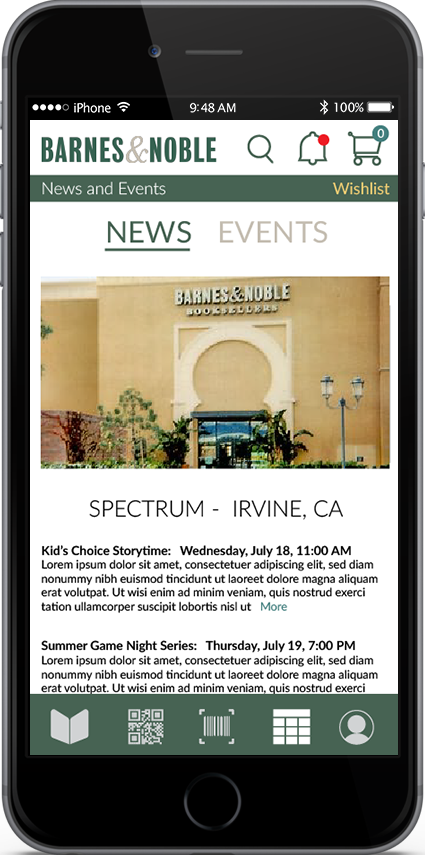 iPhone 9:48 AM 100%
BARNES&NOBLE 0
News and Events Wishlist
NEWS EVENTS
BARNES&NOBLE
BOOKSELLERS
SPECTRUM - IRVINE, CA
Kid's Choice Storytime: Wednesday, July 18, 11:00 AM
Lorem ipsum dolor sit amet, consectetuer adipiscing elit, sed diam
nonummy nibh euismod tincidunt ut laoreet dolore magna aliquam
erat volutpat. Ut wisi enim ad minim veniam, quis nostrud exerci
tation ullamcorper suscipit lobortis nisl ut More
Summer Game Night Series: Thursday, July 19, 7:00 PM
Lorem ipsum dolor sit amet, consectetuer adipiscing elit, sed diam
nonummy nibh euismod tincidunt ut laoreet dolore magna aliquam
erat volutpat. Ut wisi enim ad minim veniam, quis nostrud exerci